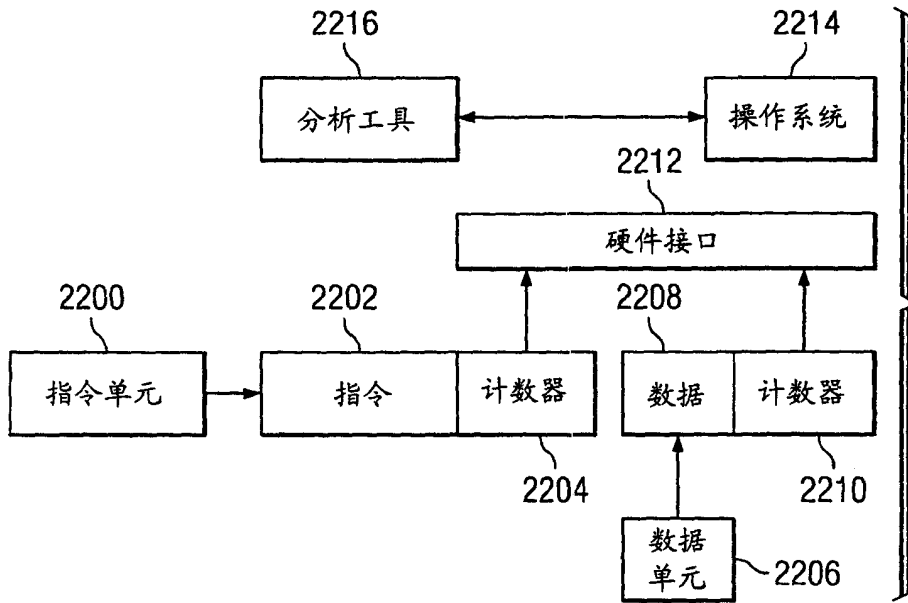 2216
2214
分析工具
操作系统
2212
硬件接口
2200
2202
2208
指令单元
指令
计数器
数据
计数器
2204
2210
数据
单元
2206